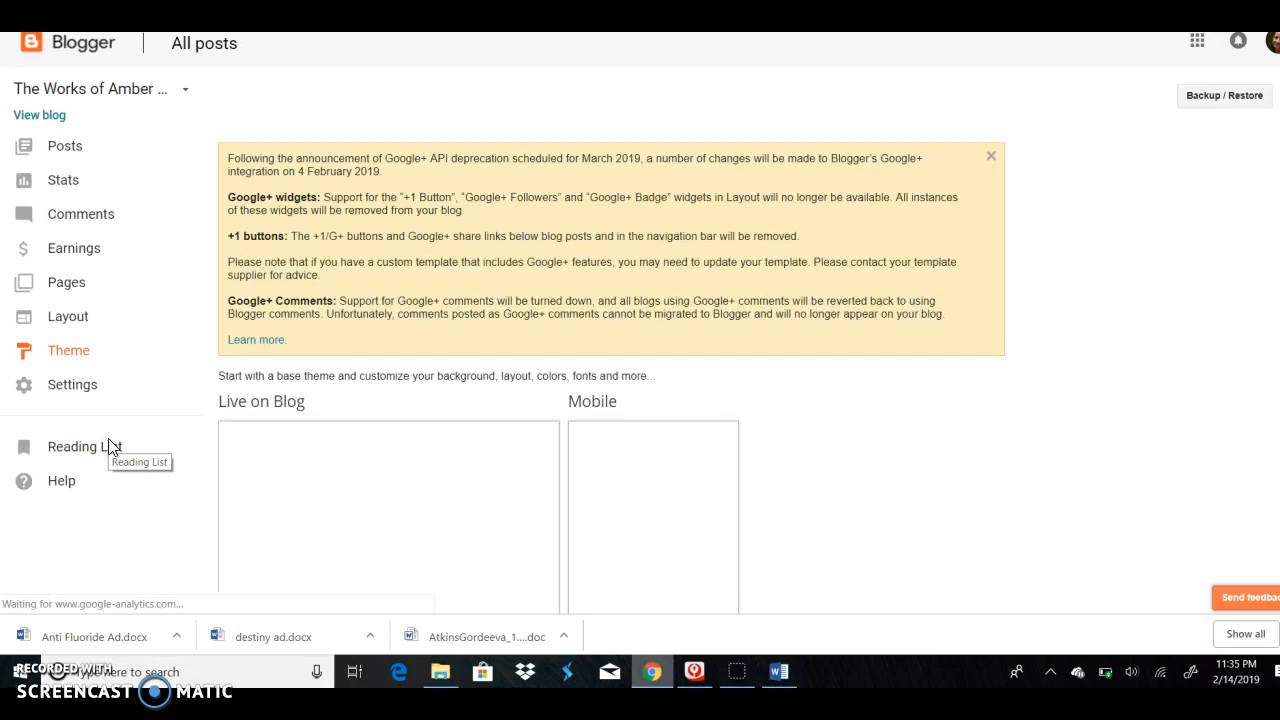 Blogger All posts
The Works of Amber ...
View blog
Backup / Restore
Posts
Stats
Comments
Earnings
Pages
Layout
Theme
Settings
Reading List
Reading List
Help
Following the announcement of Google+ API deprecation scheduled for March 2019, a number of changes will be made to Blogger's Google+
integration on 4 February 2019.
Google+ widgets: Support for the “+1 Button”, “Google+ Followers” and “Google+ Badge” widgets in Layout will no longer be available. All instances
of these widgets will be removed from your blog.
+1 buttons: The +1/G+ buttons and Google+ share links below blog posts and in the navigation bar will be removed.
Please note that if you have a custom template that includes Google+ features, you may need to update your template. Please contact your template
supplier for advice.
Google+ Comments: Support for Google+ comments will be turned down, and all blogs using Google+ comments will be reverted back to using
Blogger comments. Unfortunately, comments posted as Google+ comments cannot be migrated to Blogger and will no longer appear on your blog.
Learn more.
Start with a base theme and customize your background, layout, colors, fonts and more...
Live on Blog Mobile
Send feedbac
Waiting for www.google-analytics.com...
Anti Fluoride Ad.docx destiny ad.docx AtkinsGordeeva_1....doc Show all
RECORDED WITH
SCREENCAST MATIC
ype here to search
11:35 PM
2/14/2019